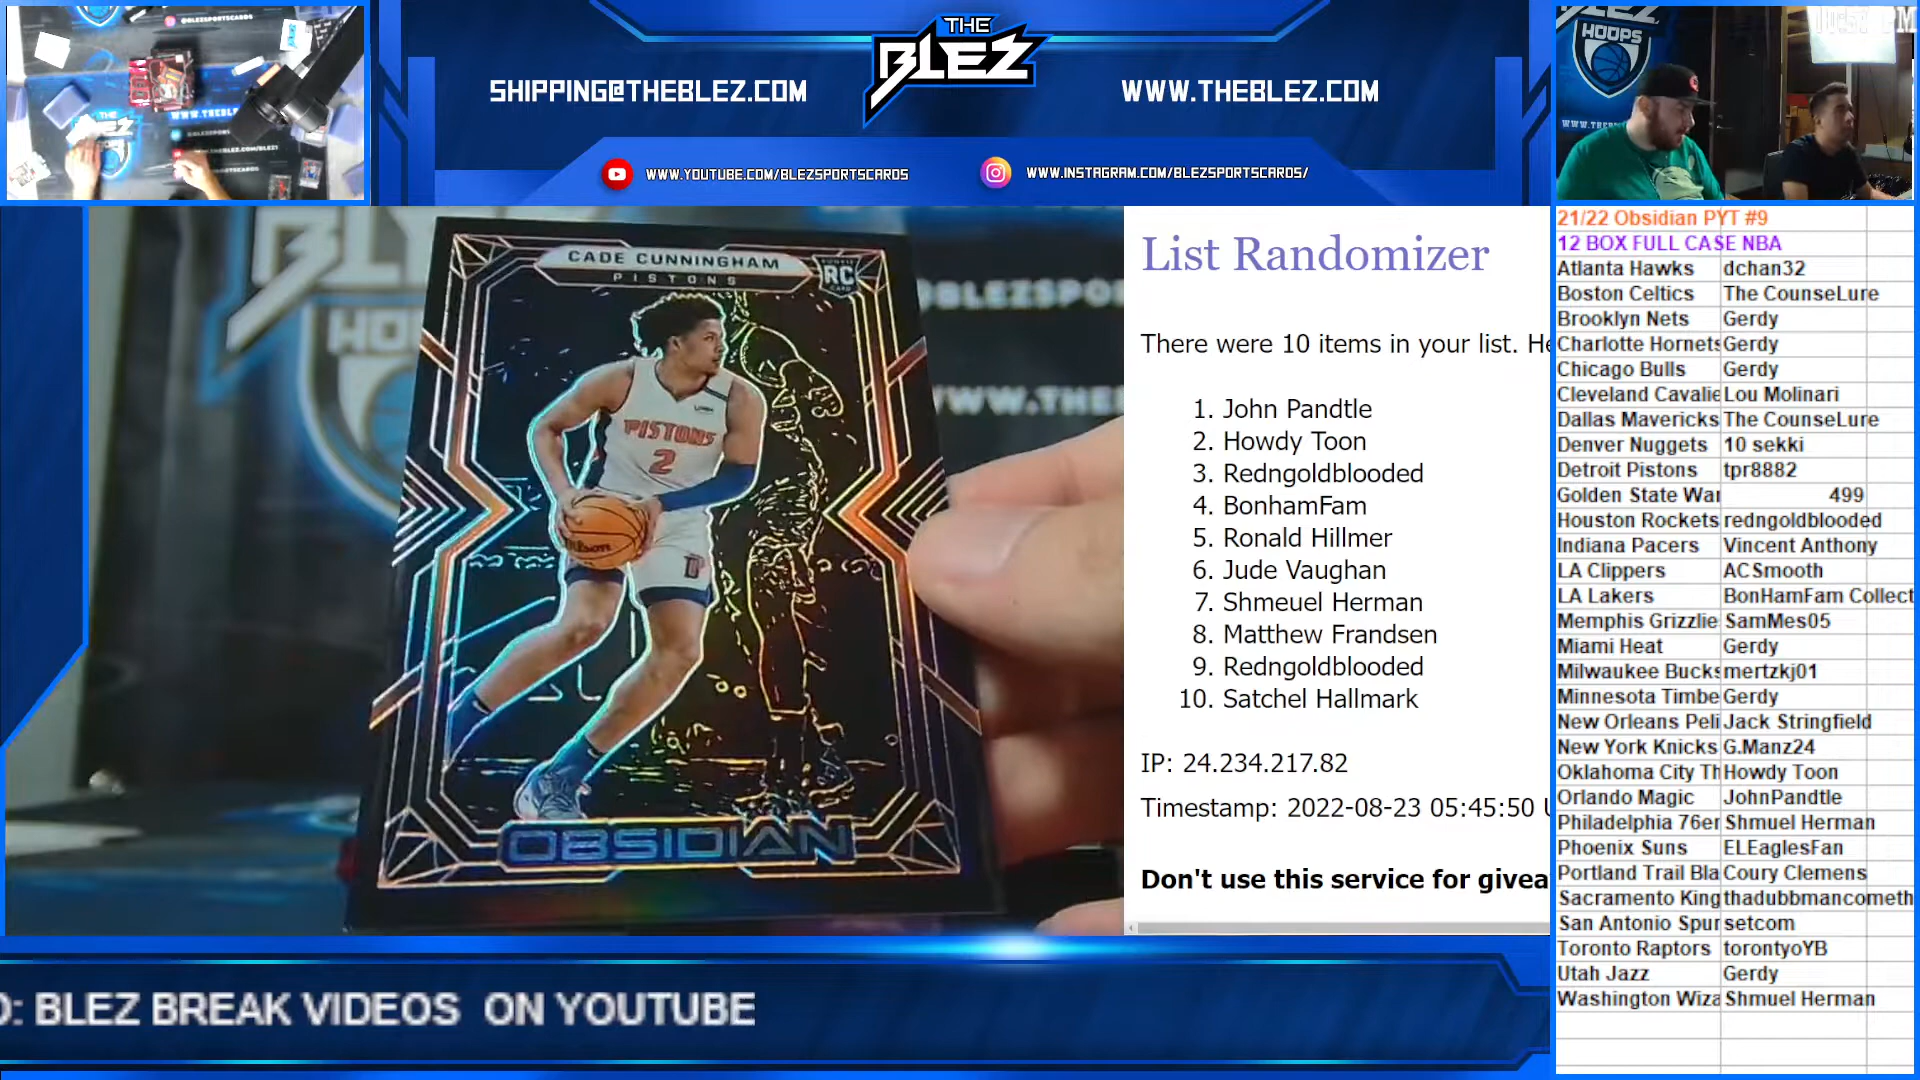 THE
BLEZ
SHIPPING@THEBLEZ.COM
WWW.THEBLEZ.COM
WWW.YOUTUBE.COM/BLEZSPORTSCARDS
WWW.INSTAGRAM.COM/BLEZSPORTSCARDS/
HOOPS
CADE CUNNINGHAM
PISTONS
RC
PISTONS
2
OBSIDIAN
List Randomizer
There were 10 items in your list. He
1. John Pandtle
2. Howdy Toon
3. Redngoldblooded
4. BonhamFam
5. Ronald Hillmer
6. Jude Vaughan
7. Shmeuel Herman
8. Matthew Frandsen
9. Redngoldblooded
10. Satchel Hallmark
IP: 24.234.217.82
Timestamp: 2022-08-23 05:45:50 U
Don't use this service for givea
21/22 Obsidian PYT #9
12 BOX FULL CASE NBA
Atlanta Hawks dchan32
Boston Celtics The CounseLure
Brooklyn Nets Gerdy
Charlotte Hornets Gerdy
Chicago Bulls Gerdy
Cleveland Cavalie Lou Molinari
Dallas Mavericks The CounseLure
Denver Nuggets 10 sekki
Detroit Pistons tpr8882
Golden State War 499
Houston Rockets redngoldblooded
Indiana Pacers Vincent Anthony
LA Clippers ACSmooth
LA Lakers BonHamFam Collect
Memphis Grizzlie SamMes05
Miami Heat Gerdy
Milwaukee Bucks mertzkj01
Minnesota Timbe Gerdy
New Orleans Peli Jack Stringfield
New York Knicks G.Manz24
Oklahoma City Th Howdy Toon
Orlando Magic JohnPandtle
Philadelphia 76er Shmuel Herman
Phoenix Suns ELEaglesFan
Portland Trail Bla Coury Clemens
Sacramento King thadubbmancometh
San Antonio Spur setcom
Toronto Raptors torontyoYB
Utah Jazz Gerdy
Washington Wiza Shmuel Herman
O: BLEZ BREAK VIDEOS ON YOUTUBE